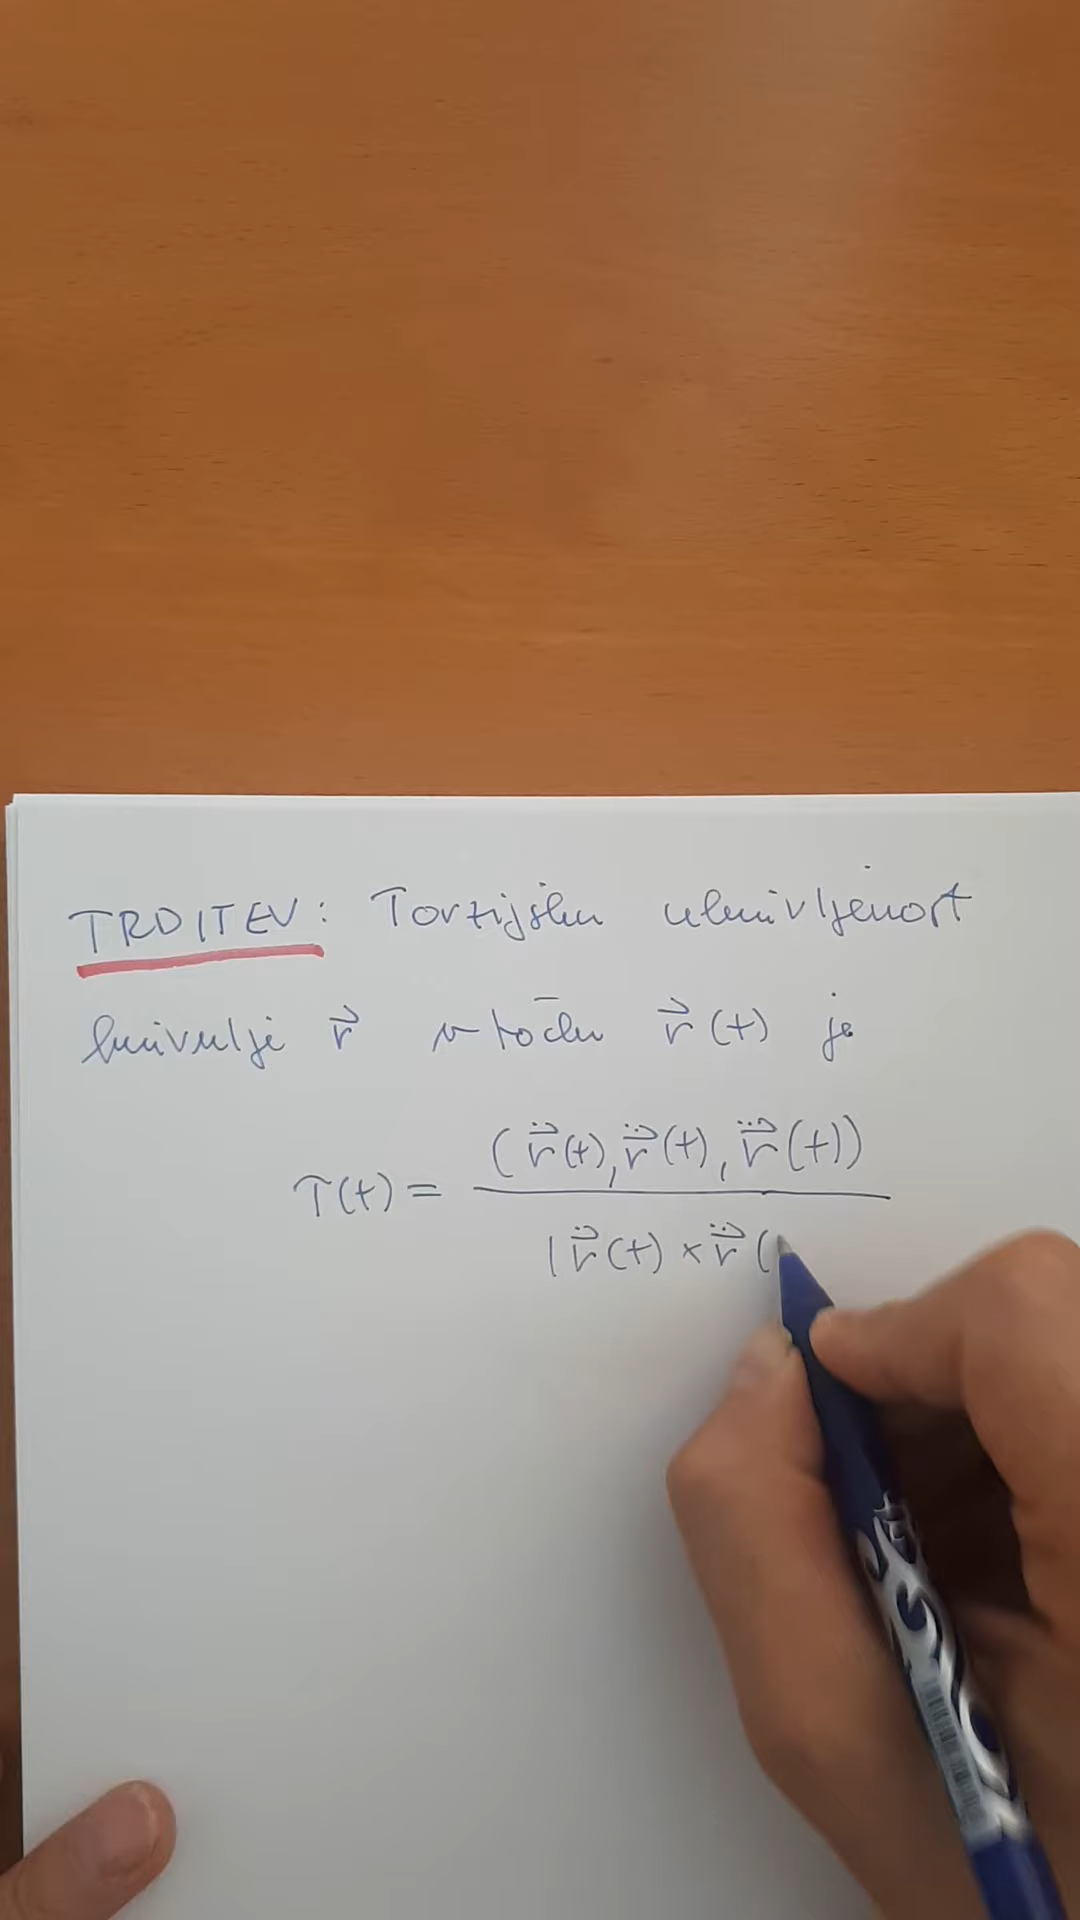 TRDITEV: Torzijska ukrivljenost
krivulje r⃗ v točki r⃗(t) je
τ(t) = (r⃗̇(t), r⃗̈(t), r⃗⃛(t)) / |r⃗̇(t) × r⃗̈(